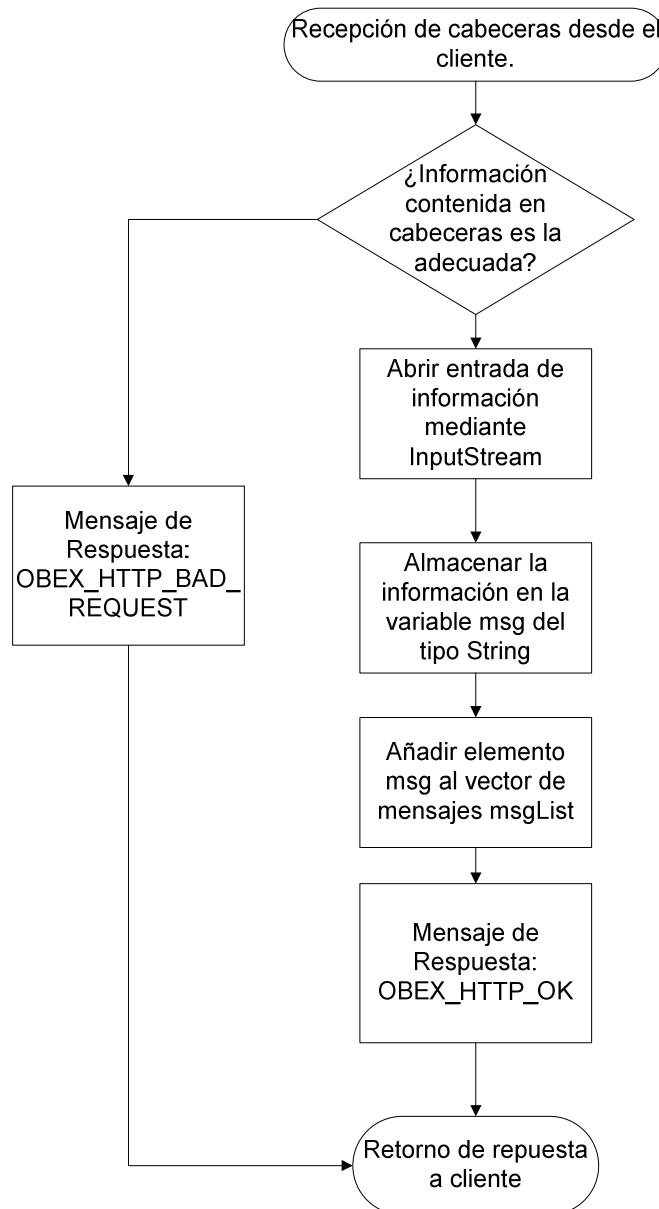 Recepción de cabeceras desde el
cliente.
¿Información
contenida en
cabeceras es la
adecuada?
Abrir entrada de
información
mediante
InputStream
Mensaje de
Respuesta:
OBEX_HTTP_BAD_
REQUEST
Almacenar la
información en la
variable msg del
tipo String
Añadir elemento
msg al vector de
mensajes msgList
Mensaje de
Respuesta:
OBEX_HTTP_OK
Retorno de repuesta
a cliente